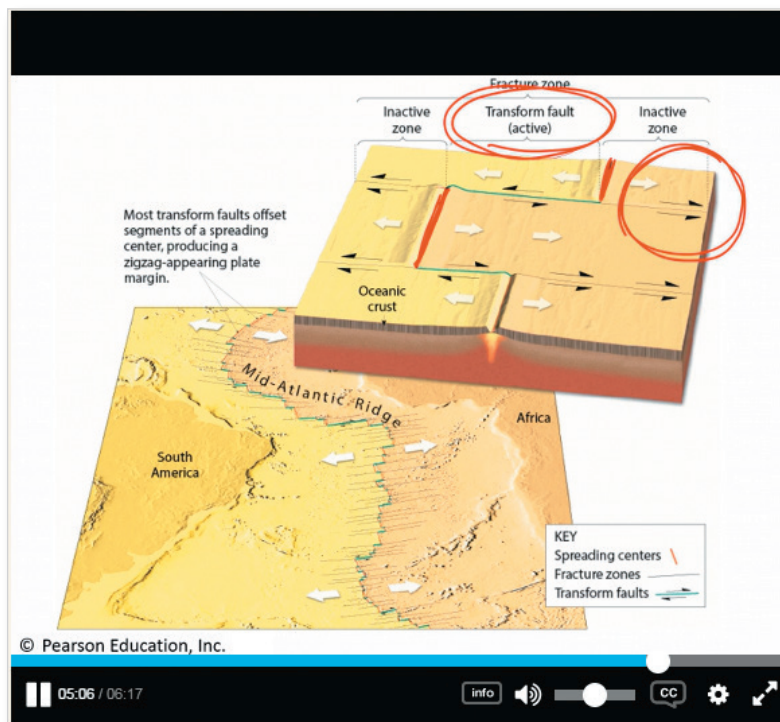 Fracture zone
Inactive
zone
Transform fault
(active)
Inactive
zone
Most transform faults offset
segments of a spreading
center, producing a
zigzag-appearing plate
margin.
Oceanic
crust
Mid-Atlantic Ridge
Africa
South
America
KEY
Spreading centers
Fracture zones
Transform faults
© Pearson Education, Inc.
05:06 / 06:17
info
CC